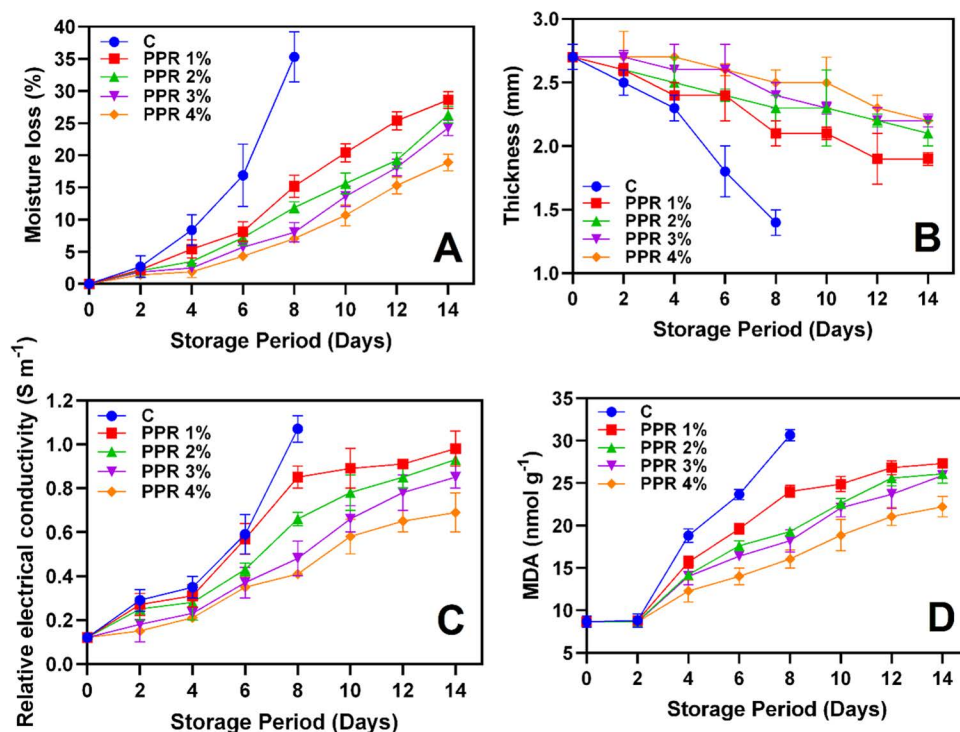 Moisture loss (%)
40
35
30
25
20
15
10
5
0
C
PPR 1%
PPR 2%
PPR 3%
PPR 4%
A
0 2 4 6 8 10 12 14
Storage Period (Days)
Thickness (mm)
3.0
2.5
2.0
1.5
1.0
C
PPR 1%
PPR 2%
PPR 3%
PPR 4%
B
0 2 4 6 8 10 12 14
Storage Period (Days)
Relative electrical conductivity (S m⁻¹)
1.2
1.0
0.8
0.6
0.4
0.2
0.0
C
PPR 1%
PPR 2%
PPR 3%
PPR 4%
C
0 2 4 6 8 10 12 14
Storage Period (Days)
MDA (nmol g⁻¹)
35
30
25
20
15
10
5
C
PPR 1%
PPR 2%
PPR 3%
PPR 4%
D
0 2 4 6 8 10 12 14
Storage Period (Days)